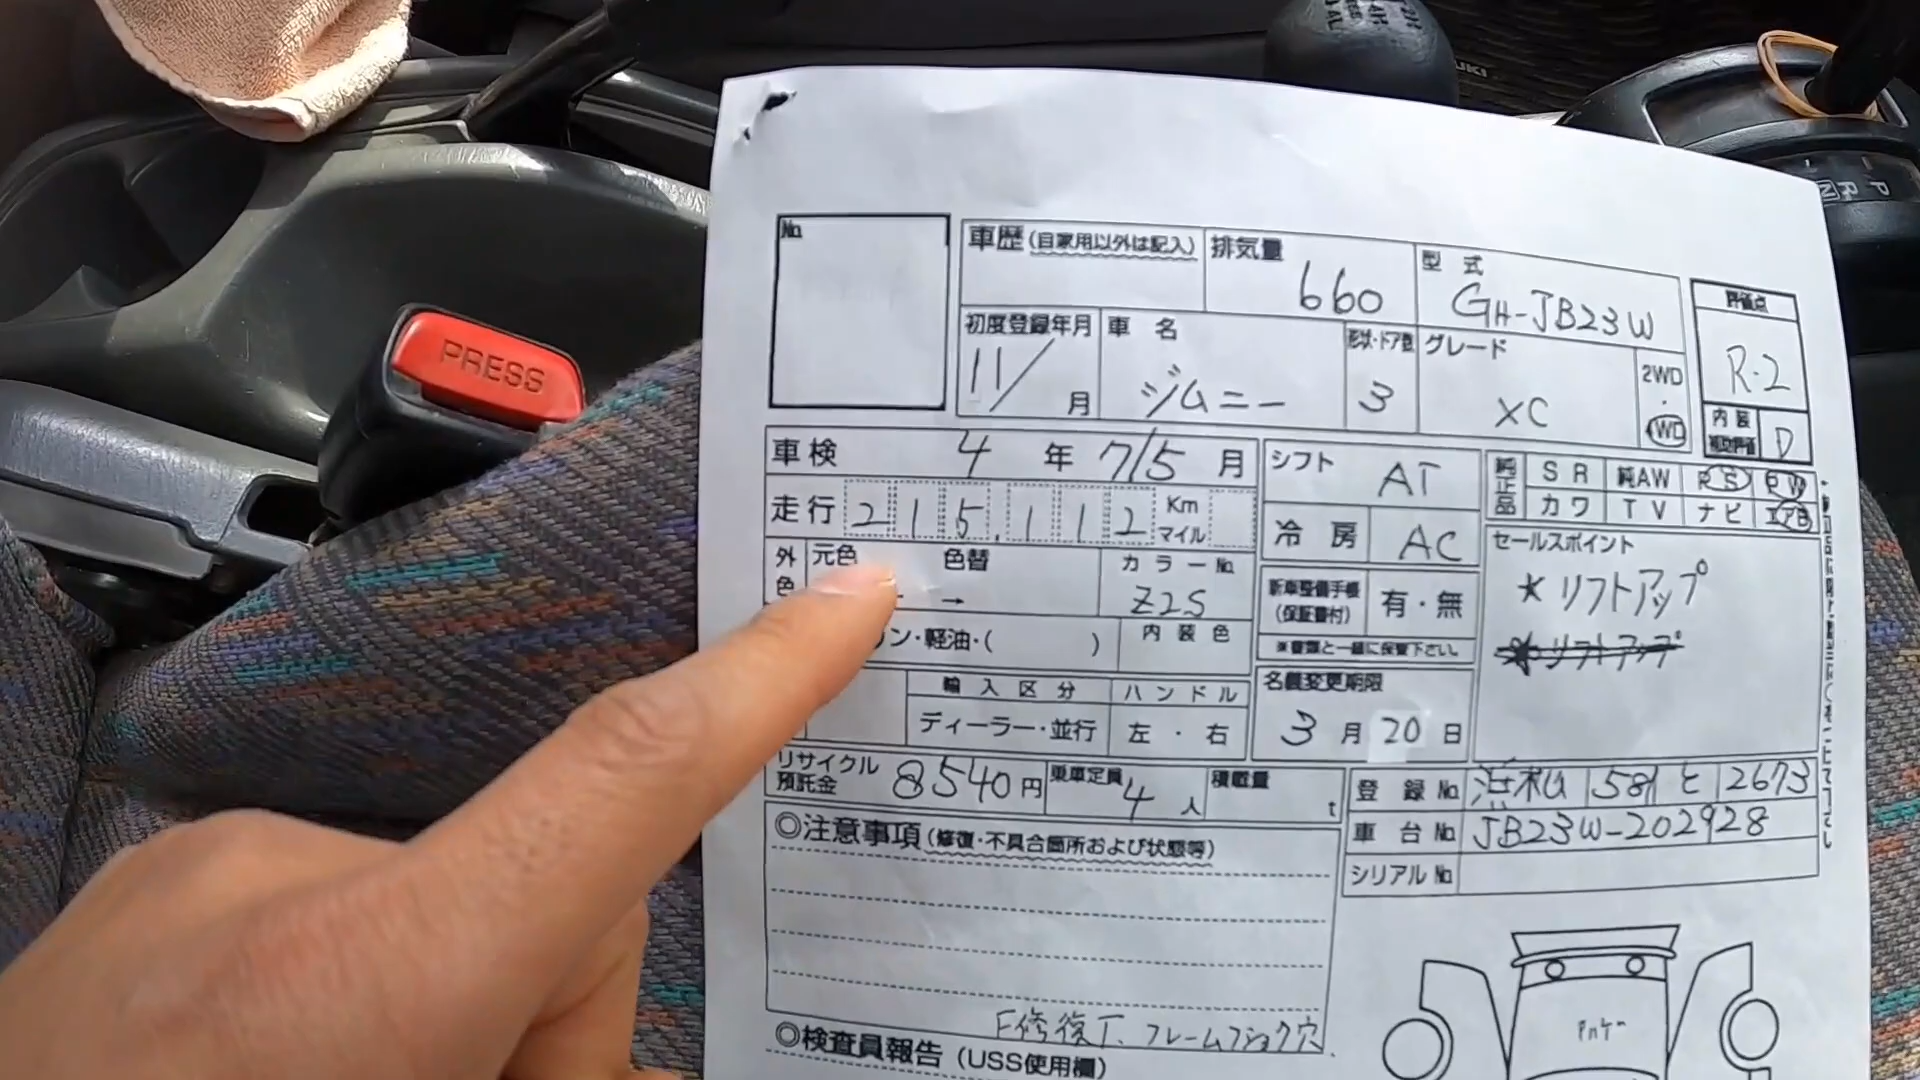 PRESS
UKI
P
R
N
No.
車歴 (自家用以外は記入)
排気量
660
型式
GH-JB23W
評価点
R-2
初度登録年月
11/
月
車名
ジムニー
形状・ドア数
3
グレード
XC
2WD
・
4WD
内装
補助評価
D
車検 4年 7/5月
シフト AT
純正品
SR 純AW PS PW
カワ TV ナビ エアB
走行 215,112 Km マイル
冷房 AC
セールスポイント
* リフトアップ
* リフトアップ
外色
元色 色替
→
カラーNo.
Z2S
新車整備手帳
(保証書付)
有・無
※書類と一緒に保管下さい。
ン・軽油・( )
内装色
輸入区分
ディーラー・並行
ハンドル
左・右
名義変更期限
3月20日
リサイクル
預託金
8540円
乗車定員 4人
積載量 t
登録No. 浜松 581 と 2673
車台No. JB23W-202928
シリアルNo.
◎注意事項 (修復・不具合箇所および状態等)
◎検査員報告 (USS使用欄)